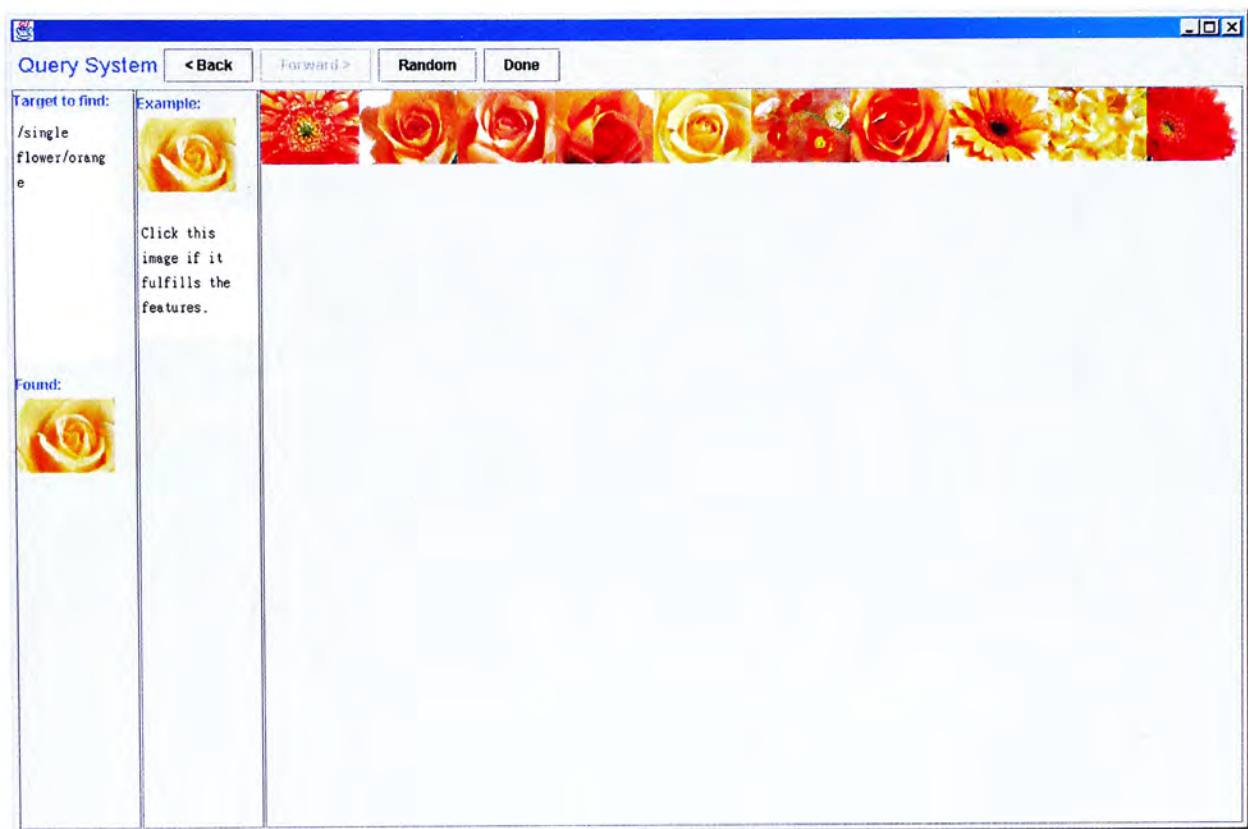 Query System
< Back
Forward >
Random
Done
Target to find:
/single
flower/orang
e
Example:
Click this
image if it
fulfills the
features.
Found: